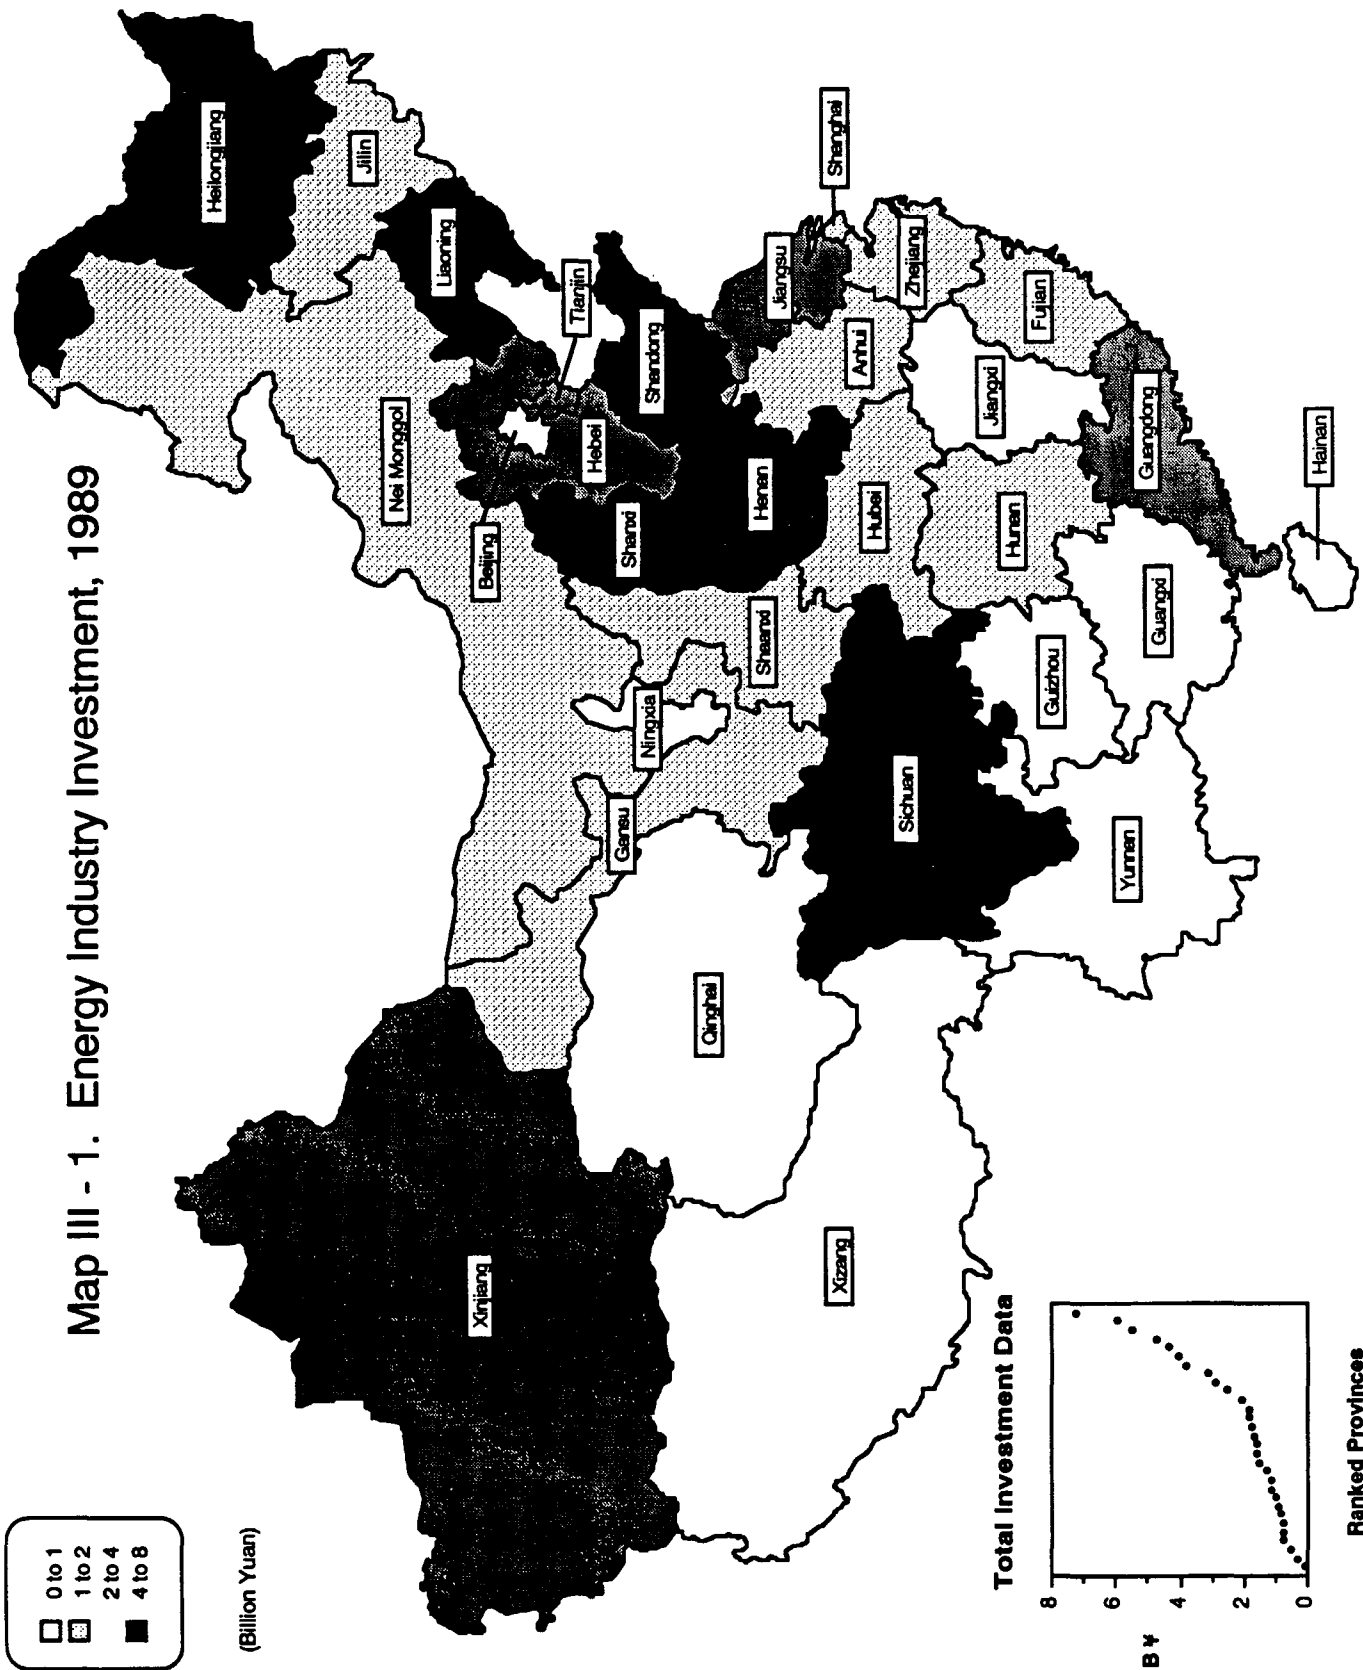 Map III - 1. Energy Industry Investment, 1989
0 to 1
1 to 2
2 to 4
4 to 8
(Billion Yuan)
Heilongjiang
Jilin
Liaoning
Nei Monggol
Tianjin
Beijing
Hebei
Shandong
Shanxi
Henan
Jiangsu
Shanghai
Anhui
Zhejiang
Fujian
Jiangxi
Hubei
Hunan
Guangdong
Hainan
Guangxi
Guizhou
Shaanxi
Ningxia
Gansu
Sichuan
Yunnan
Qinghai
Xinjiang
Xizang
Total Investment Data
8
6
4
2
0
B ¥
Ranked Provinces